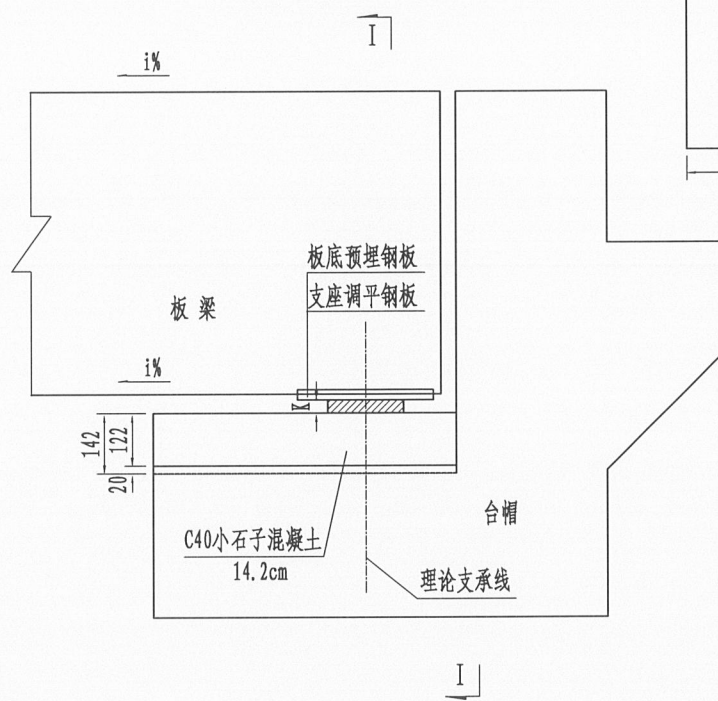 I
i%
板底预埋钢板
支座调平钢板
板 梁
i%
142
122
20
C40小石子混凝土
14.2cm
台帽
理论支承线
I